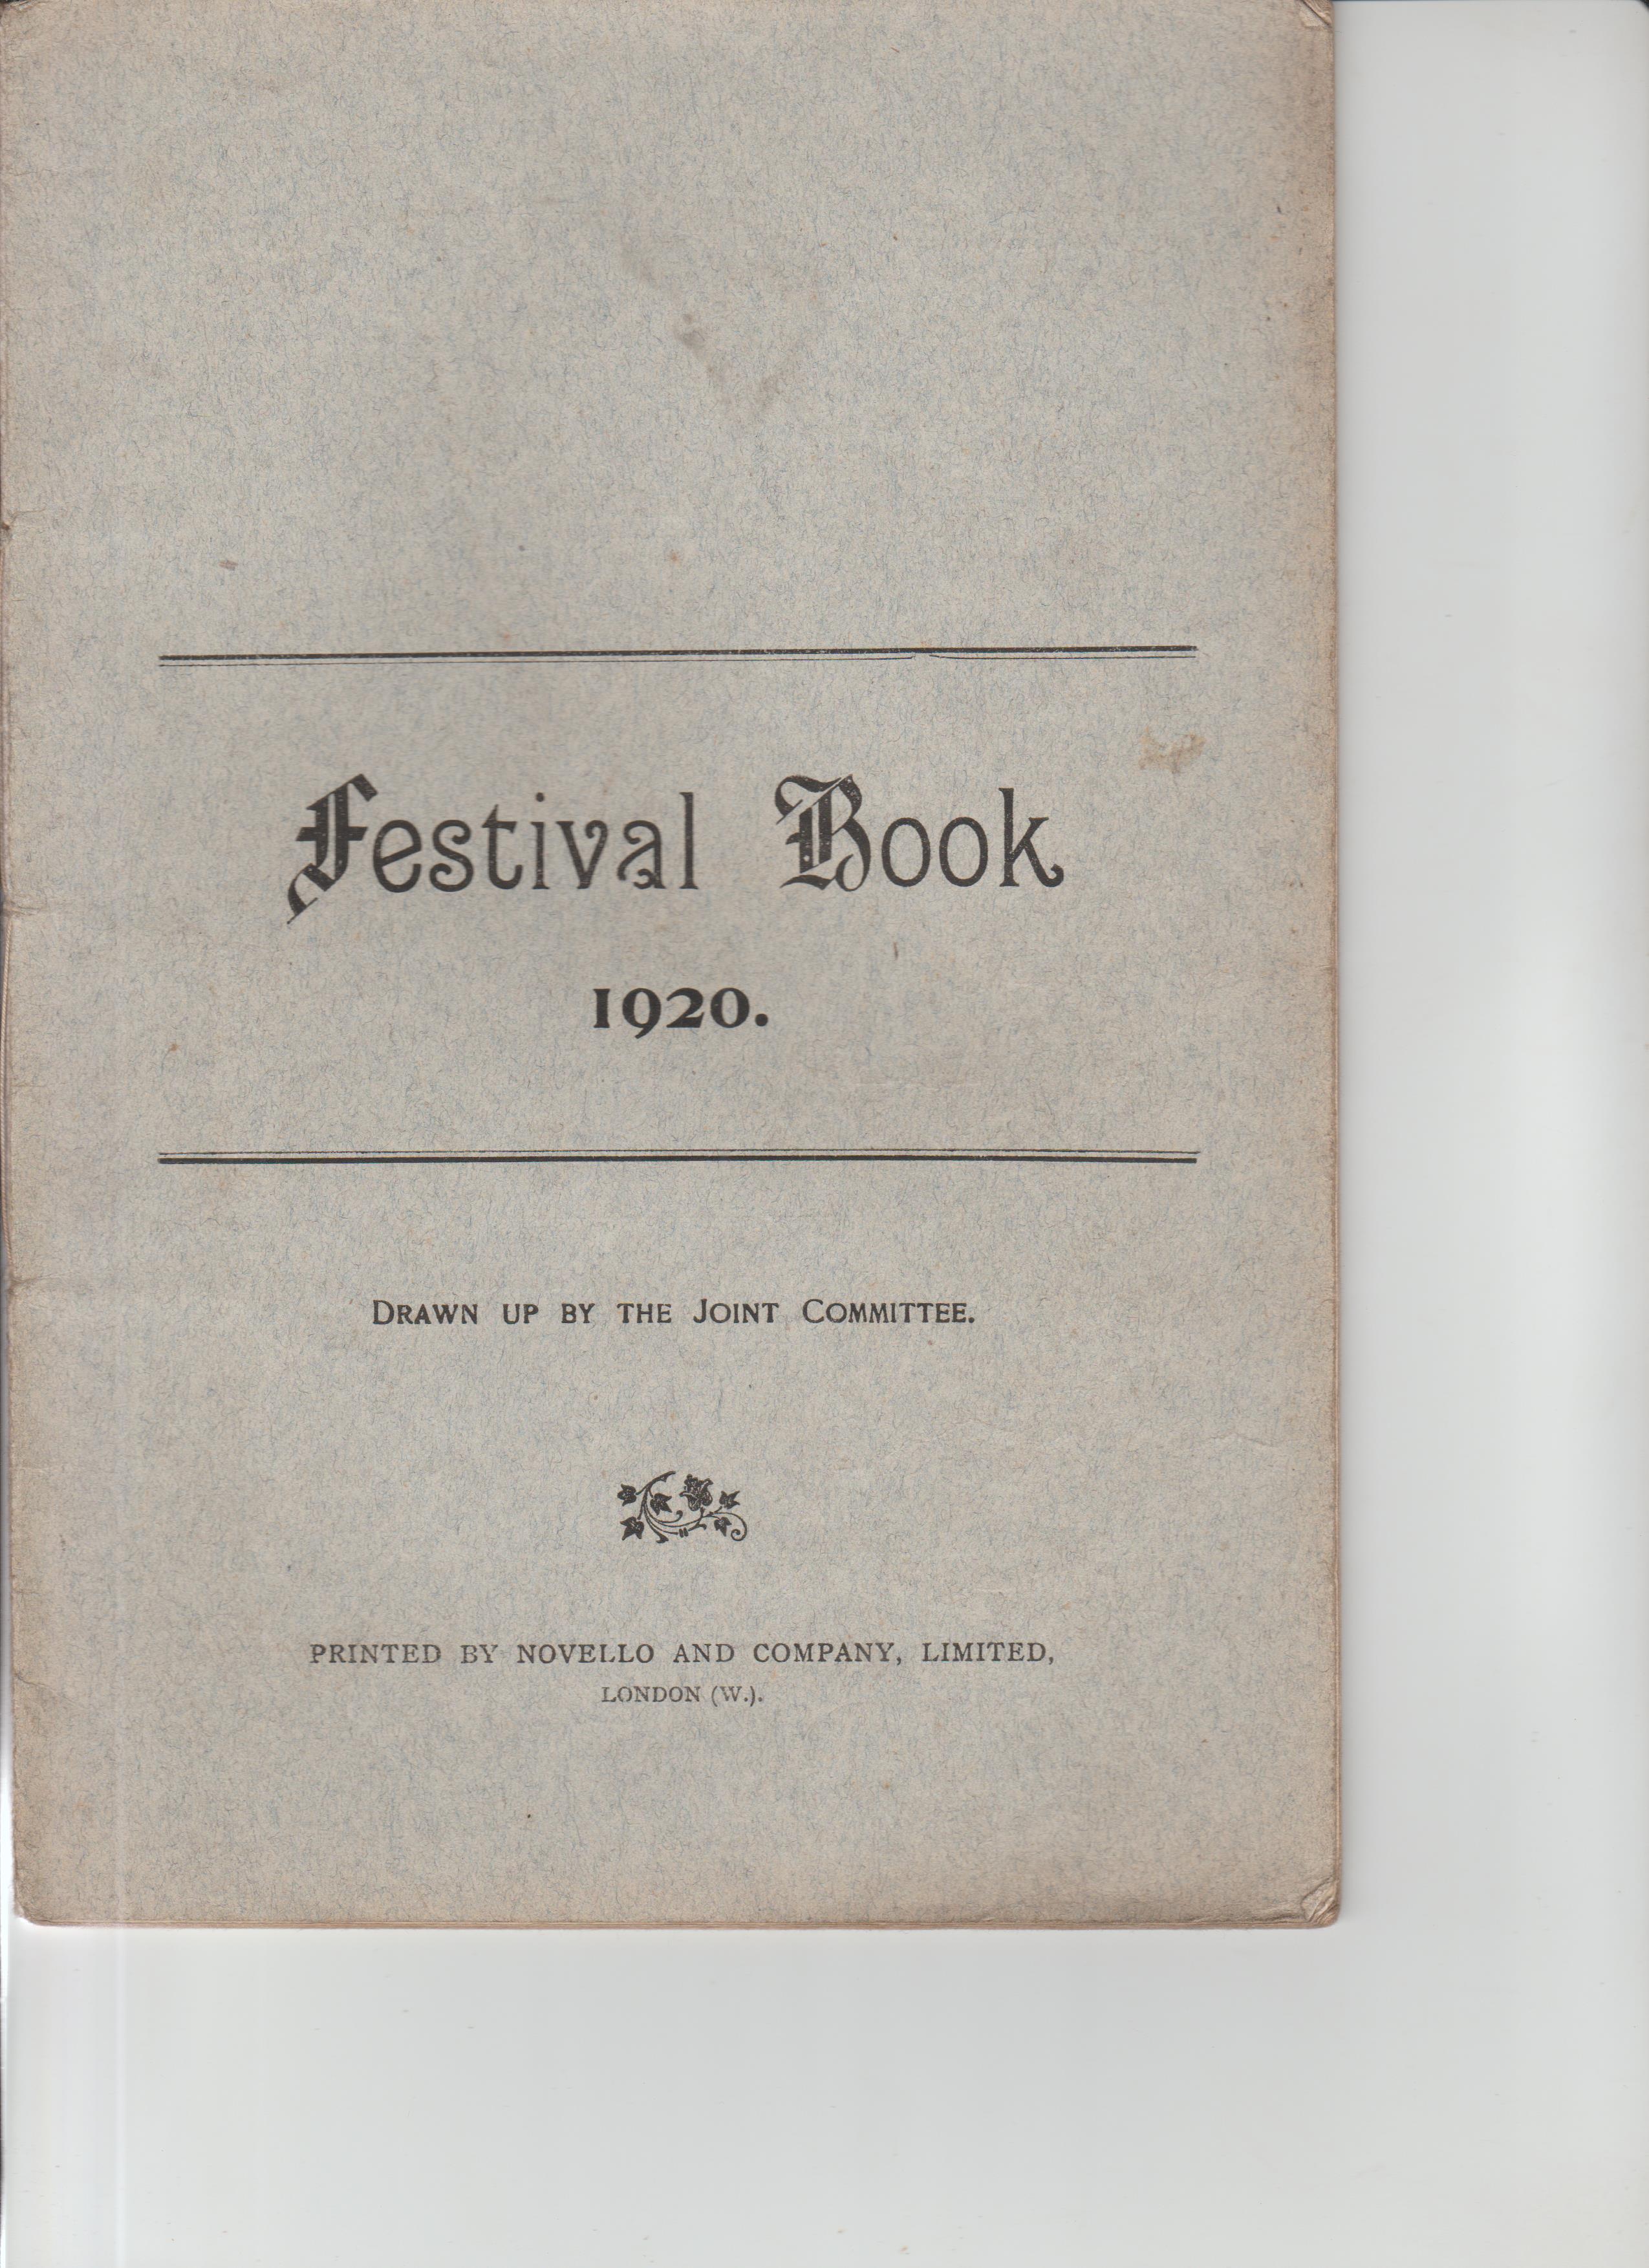 Festival Book
1920.
DRAWN UP BY THE JOINT COMMITTEE.
PRINTED BY NOVELLO AND COMPANY, LIMITED,
LONDON (W.).